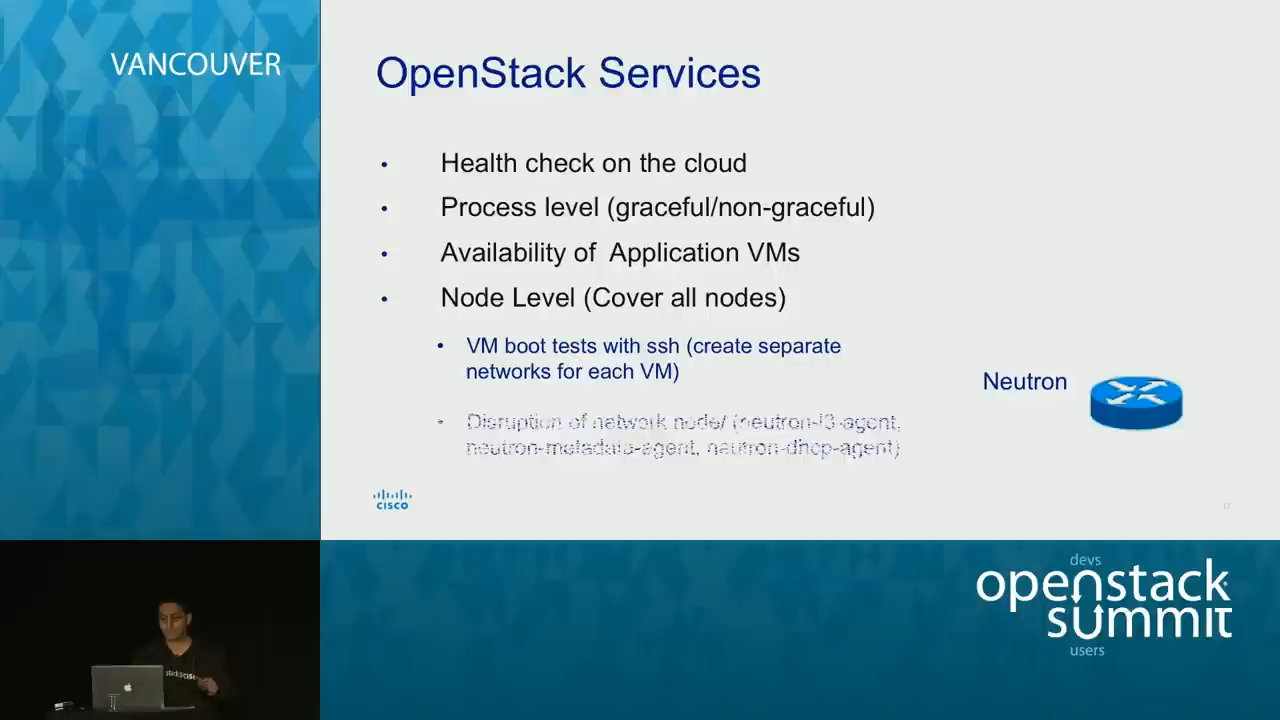 VANCOUVER
OpenStack Services
• Health check on the cloud
• Process level (graceful/non-graceful)
• Availability of Application VMs
• Node Level (Cover all nodes)
• VM boot tests with ssh (create separate
networks for each VM)
Neutron
• Disruption of network node/ (neutron-l3-agent,
neutron-metadata-agent, neutron-dhcp-agent)
cisco
17
devs
openstack
summit
users